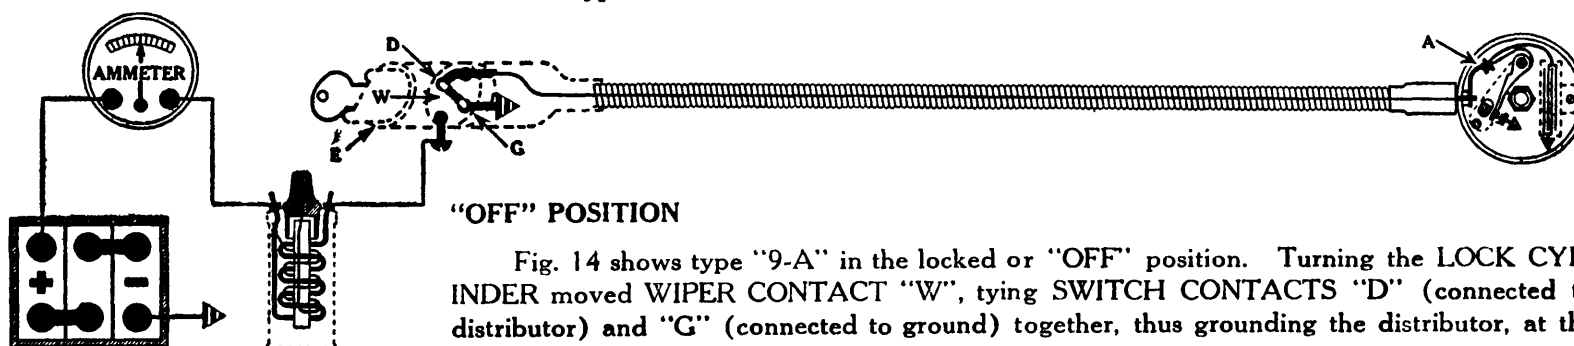 D
A
AMMETER
W
E
G
+ −
"OFF" POSITION
Fig. 14 shows type "9-A" in the locked or "OFF" position. Turning the LOCK CYL
INDER moved WIPER CONTACT "W", tying SWITCH CONTACTS "D" (connected t
distributor) and "G" (connected to ground) together, thus grounding the distributor, at th